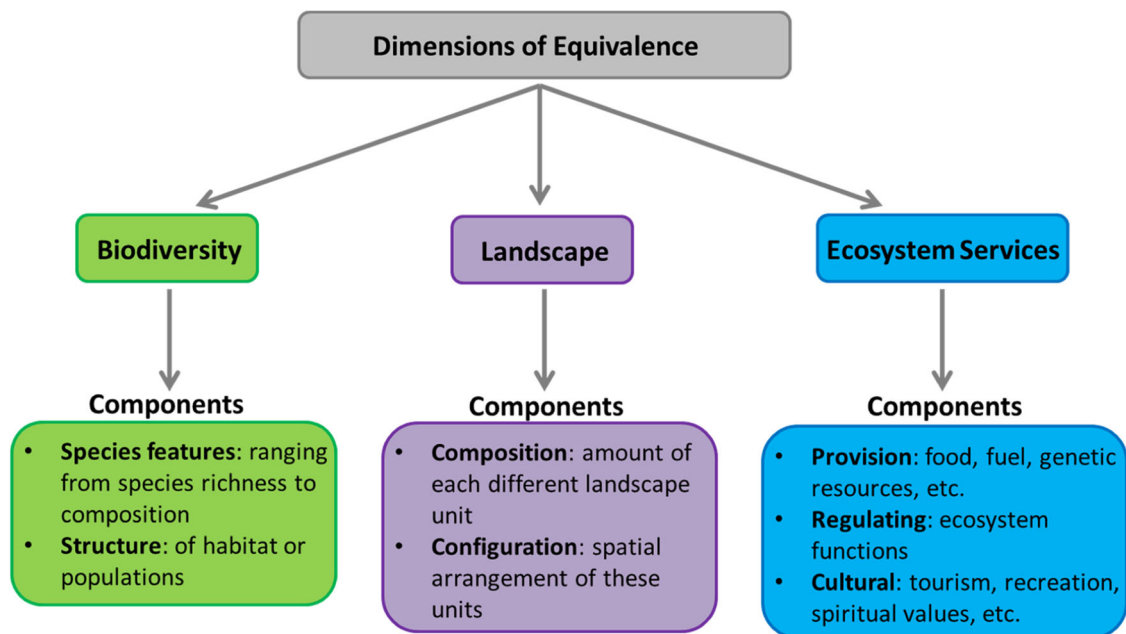 Dimensions of Equivalence
Biodiversity
Landscape
Ecosystem Services
Components
• Species features: ranging
from species richness to
composition
• Structure: of habitat or
populations
Components
• Composition: amount of
each different landscape
unit
• Configuration: spatial
arrangement of these
units
Components
• Provision: food, fuel, genetic
resources, etc.
• Regulating: ecosystem
functions
• Cultural: tourism, recreation,
spiritual values, etc.